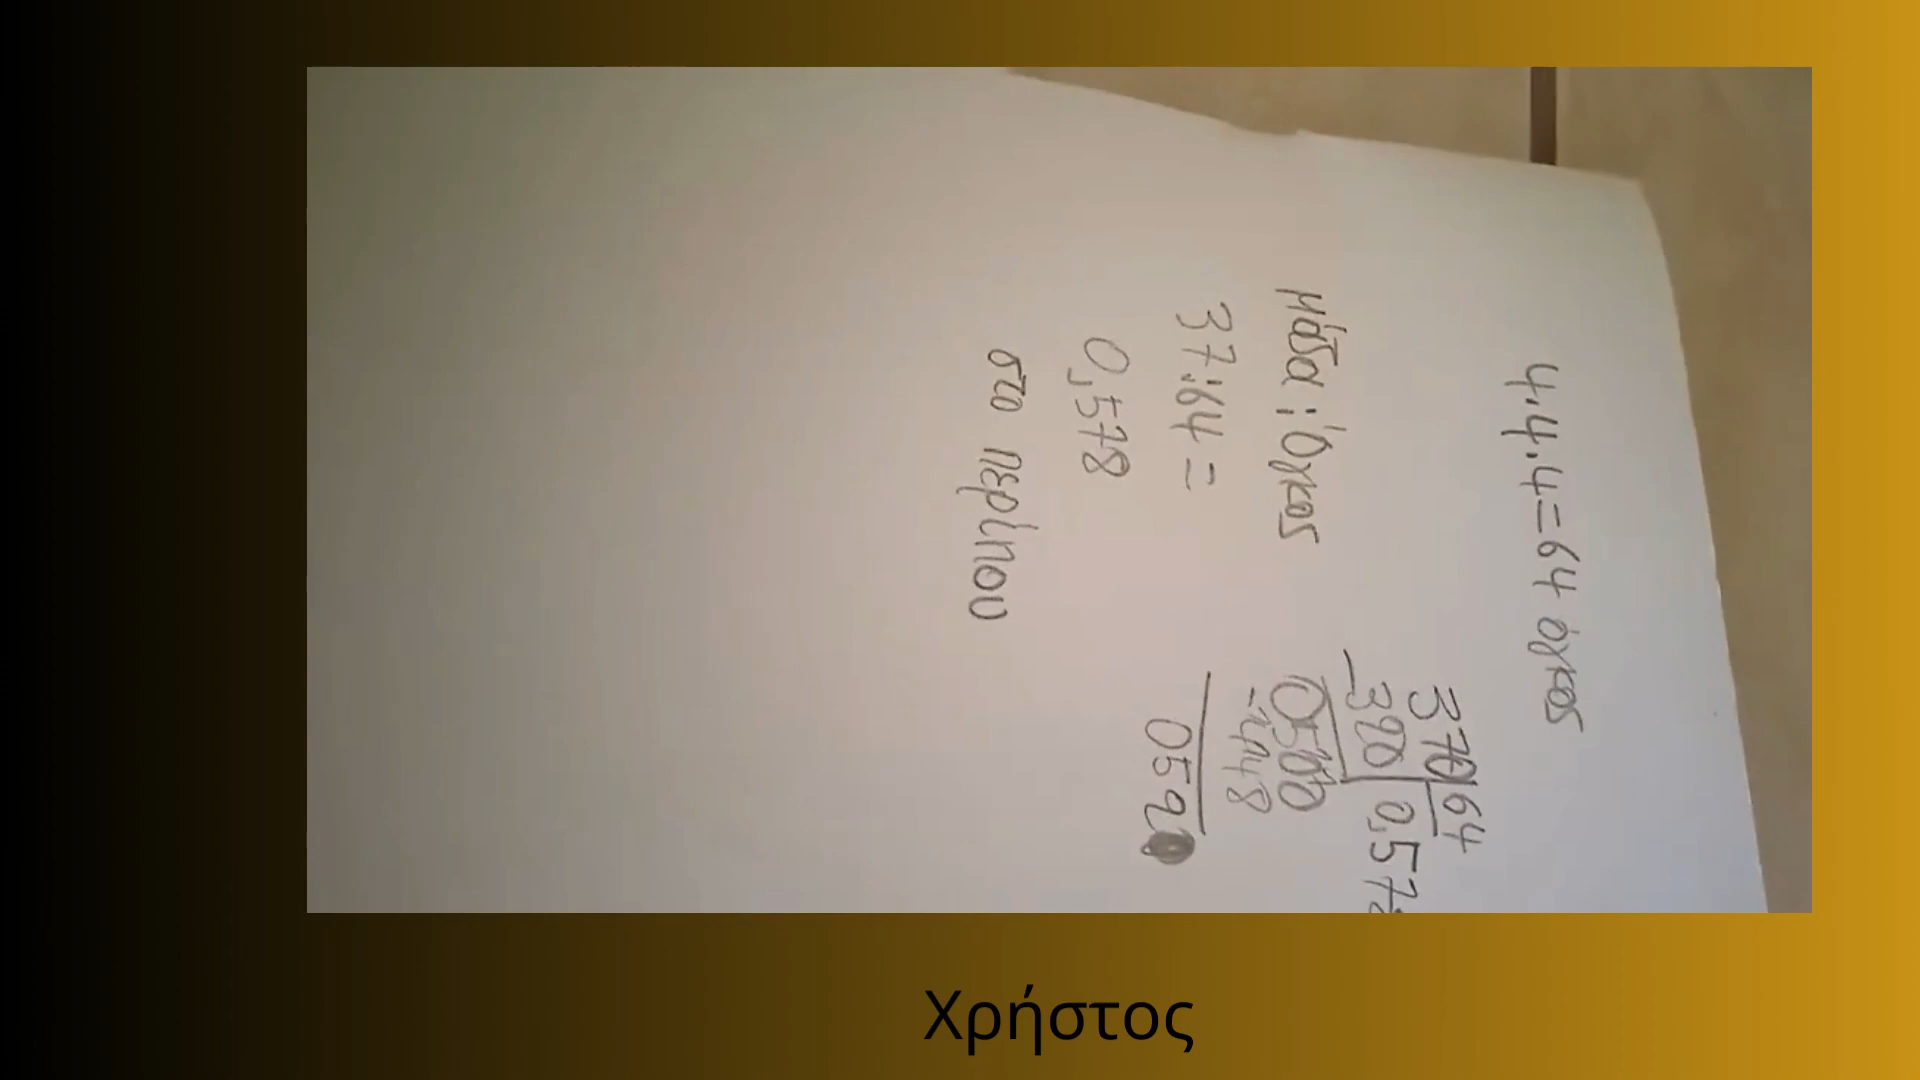 4.4.4=64 όγκος
μάζα : όγκος
37:64 =
0,578
στο περίπου
370 64
-320 0,57
0500
-448
0592
Χρήστος